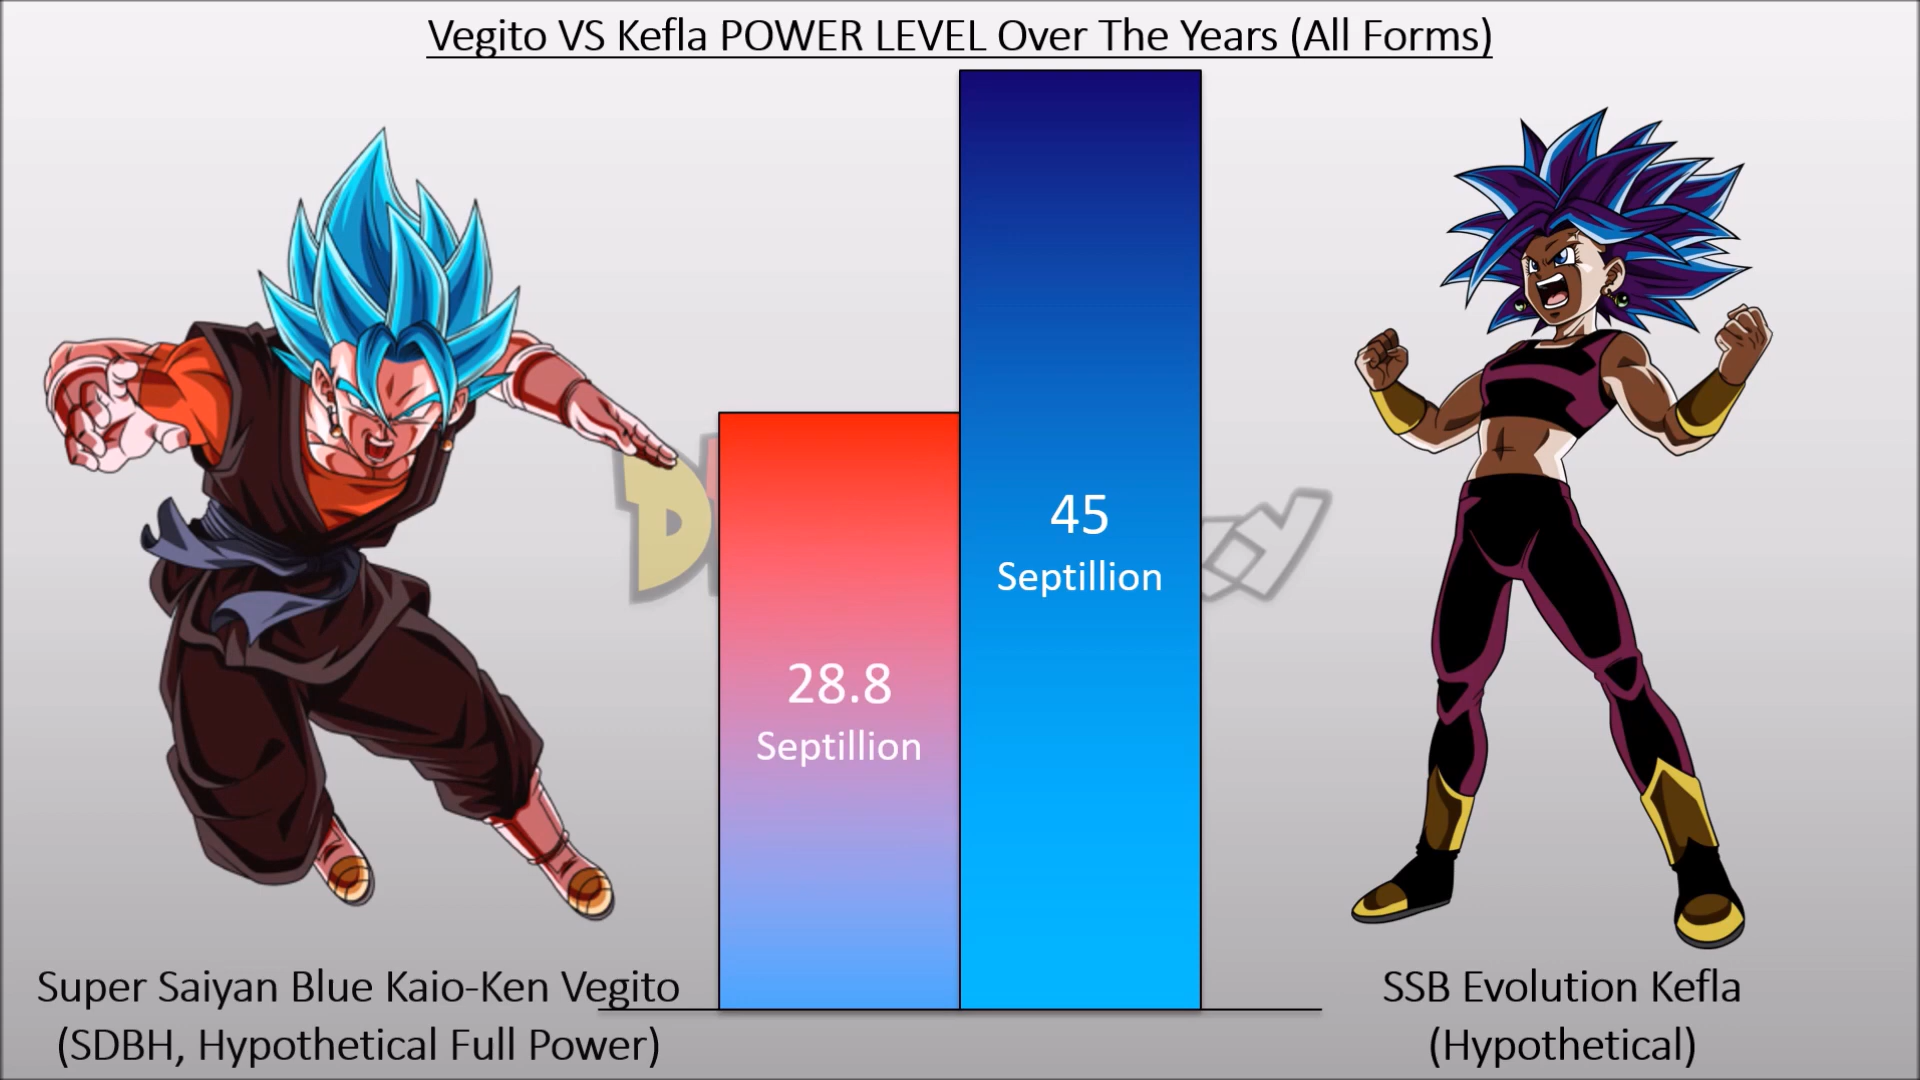 Vegito VS Kefla POWER LEVEL Over The Years (All Forms)
28.8
Septillion
45
Septillion
Super Saiyan Blue Kaio-Ken Vegito
(SDBH, Hypothetical Full Power)
SSB Evolution Kefla
(Hypothetical)